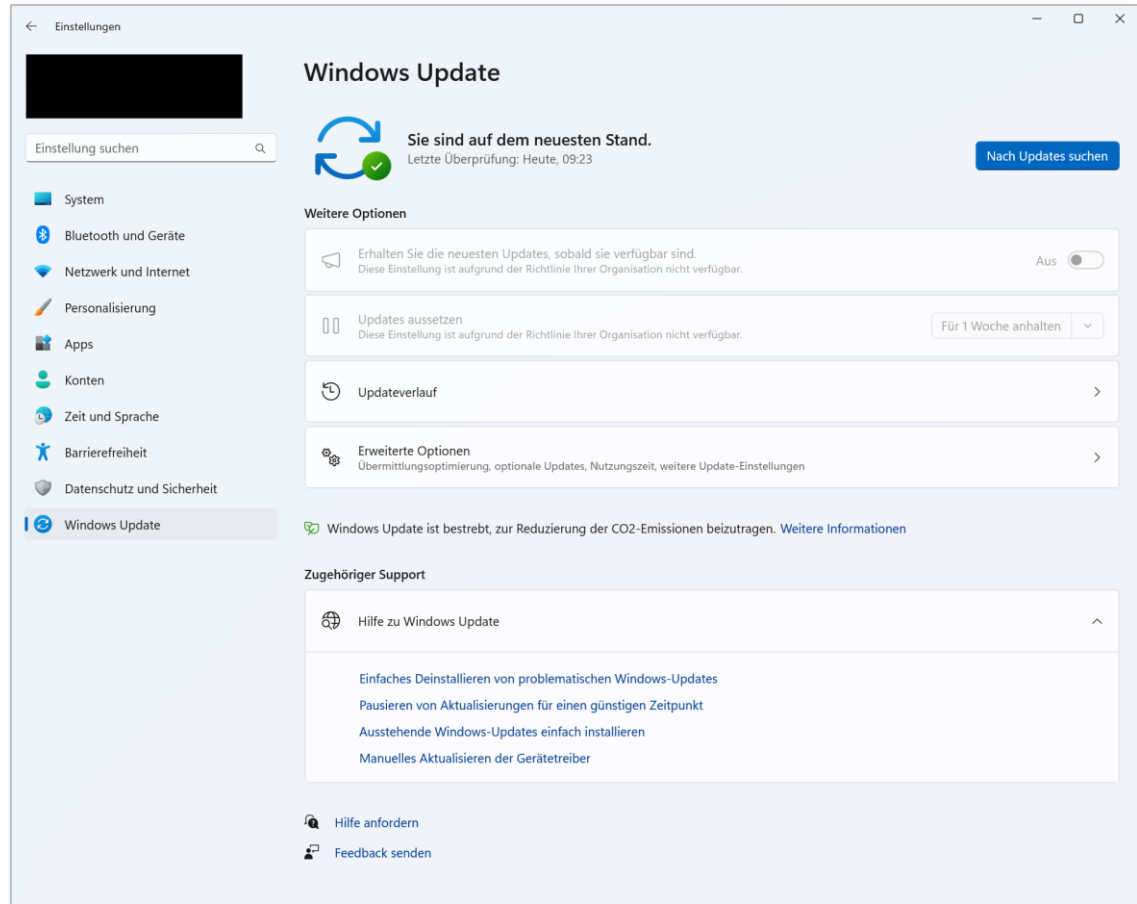 Einstellungen
Einstellung suchen
System
Bluetooth und Geräte
Netzwerk und Internet
Personalisierung
Apps
Konten
Zeit und Sprache
Barrierefreiheit
Datenschutz und Sicherheit
Windows Update
Windows Update
Sie sind auf dem neuesten Stand.
Letzte Überprüfung: Heute, 09:23
Nach Updates suchen
Weitere Optionen
Erhalten Sie die neuesten Updates, sobald sie verfügbar sind.
Diese Einstellung ist aufgrund der Richtlinie Ihrer Organisation nicht verfügbar.
Aus
Updates aussetzen
Diese Einstellung ist aufgrund der Richtlinie Ihrer Organisation nicht verfügbar.
Für 1 Woche anhalten
Updateverlauf
Erweiterte Optionen
Übermittlungsoptimierung, optionale Updates, Nutzungszeit, weitere Update-Einstellungen
Windows Update ist bestrebt, zur Reduzierung der CO2-Emissionen beizutragen. Weitere Informationen
Zugehöriger Support
Hilfe zu Windows Update
Einfaches Deinstallieren von problematischen Windows-Updates
Pausieren von Aktualisierungen für einen günstigen Zeitpunkt
Ausstehende Windows-Updates einfach installieren
Manuelles Aktualisieren der Gerätetreiber
Hilfe anfordern
Feedback senden